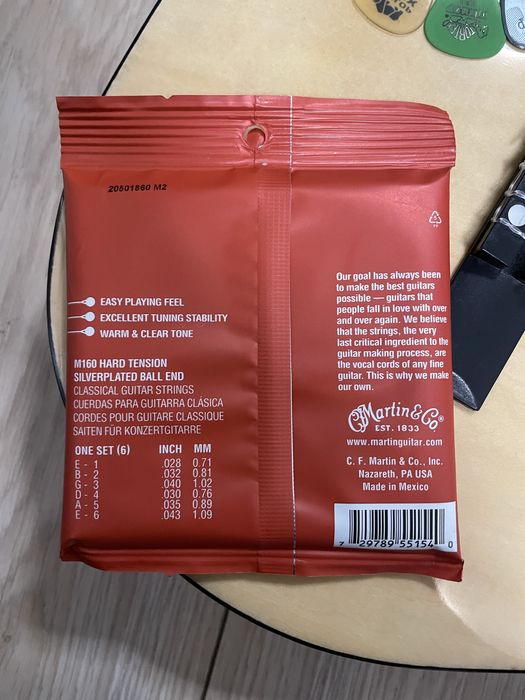 20501860 M2
EASY PLAYING FEEL
EXCELLENT TUNING STABILITY
WARM & CLEAR TONE
M160 HARD TENSION
SILVERPLATED BALL END
CLASSICAL GUITAR STRINGS
CUERDAS PARA GUITARRA CLÁSICA
CORDES POUR GUITARE CLASSIQUE
SAITEN FÜR KONZERTGITARRE
ONE SET (6) INCH MM
E - 1 .028 0.71
B - 2 .032 0.81
G - 3 .040 1.02
D - 4 .030 0.76
A - 5 .035 0.89
E - 6 .043 1.09
Our goal has always been
to make the best guitars
possible — guitars that
people fall in love with over
and over again. We believe
that the strings, the very
last critical ingredient to the
guitar making process, are
the vocal cords of any fine
guitar. This is why we make
our own.
CFMartin & Co.
EST. 1833
www.martinguitar.com
C. F. Martin & Co., Inc.
Nazareth, PA USA
Made in Mexico
7 29789 55154 0